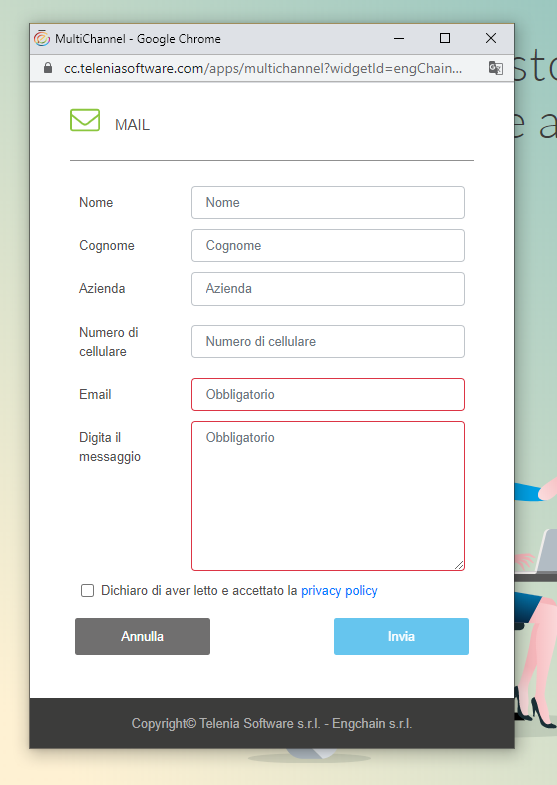 MultiChannel - Google Chrome
cc.teleniasoftware.com/apps/multichannel?widgetId=engChain...
MAIL
Nome Nome
Cognome Cognome
Azienda Azienda
Numero di cellulare Numero di cellulare
Email Obbligatorio
Digita il messaggio Obbligatorio
Dichiaro di aver letto e accettato la privacy policy
Annulla Invia
Copyright© Telenia Software s.r.l. - Engchain s.r.l.